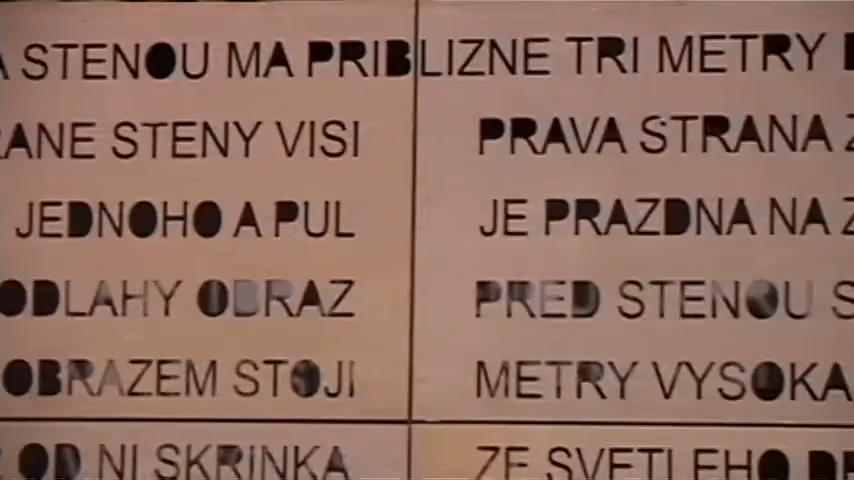 STENOU MA PRIBLIZNE TRI METRY
STENY VISI PRAVA STRANA
JEDNOHO A PUL JE PRAZDNA NA
ODLAHY OBRAZ PRED STENOU
OBRAZEM STOJI METRY VYSOKA
OD NI SKRINKA ZE SVETLEHO